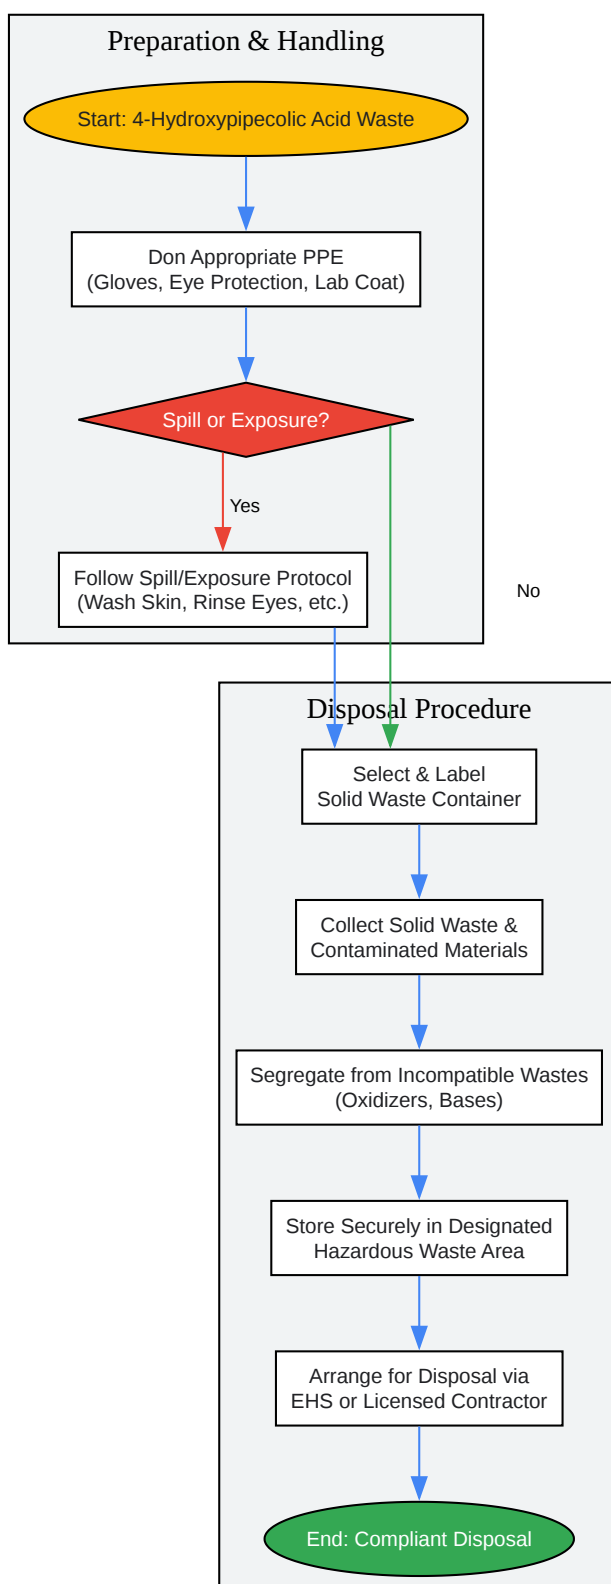 Preparation & Handling
Start: 4-Hydroxypipecolic Acid Waste
Don Appropriate PPE
(Gloves, Eye Protection, Lab Coat)
Spill or Exposure?
Yes
Follow Spill/Exposure Protocol
(Wash Skin, Rinse Eyes, etc.)
No
Disposal Procedure
Select & Label
Solid Waste Container
Collect Solid Waste &
Contaminated Materials
Segregate from Incompatible Wastes
(Oxidizers, Bases)
Store Securely in Designated
Hazardous Waste Area
Arrange for Disposal via
EHS or Licensed Contractor
End: Compliant Disposal